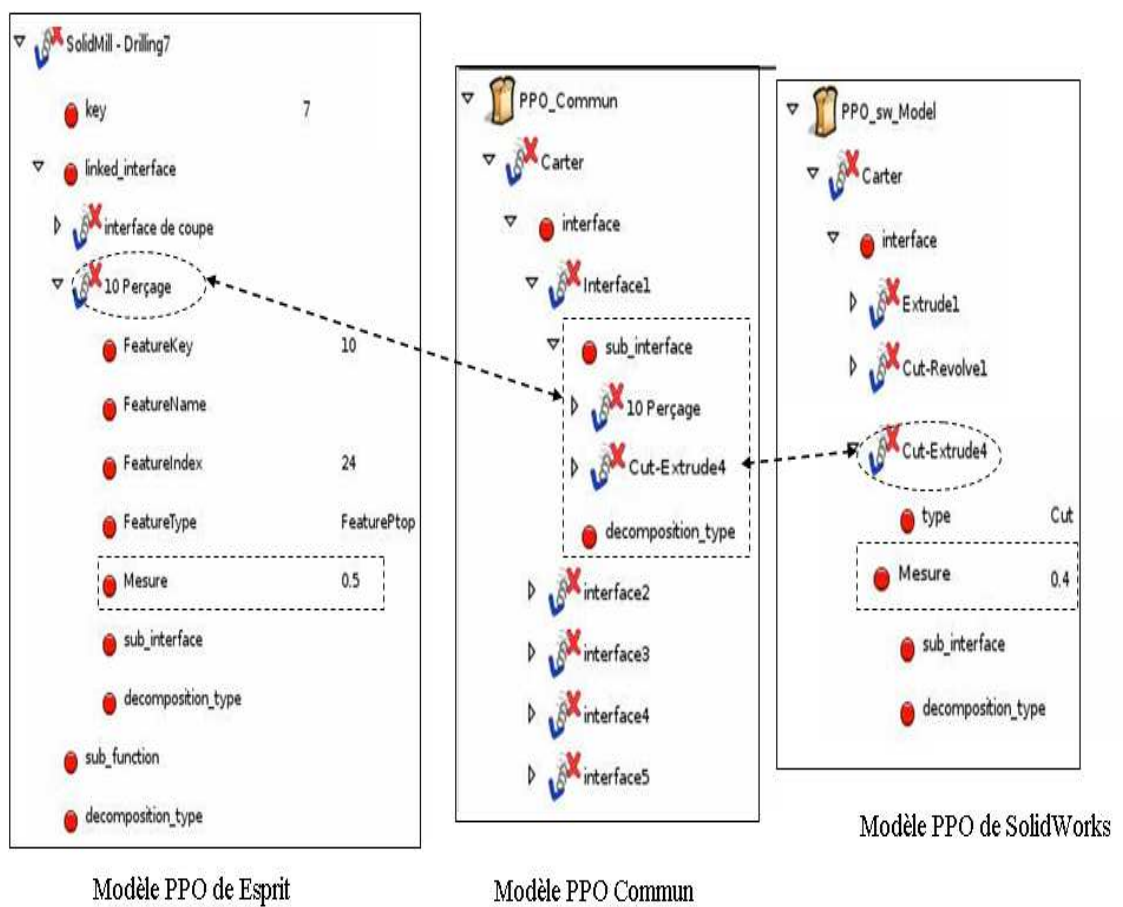 SolidMill - Drilling7
key 7
linked_interface
interface de coupe
10 Perçage
FeatureKey 10
FeatureName
FeatureIndex 24
FeatureType FeaturePtop
Mesure 0.5
sub_interface
decomposition_type
sub_function
decomposition_type
Modèle PPO de Esprit
PPO_Commun
Carter
interface
Interface1
sub_interface
10 Perçage
Cut-Extrude4
decomposition_type
interface2
interface3
interface4
interface5
Modèle PPO Commun
PPO_sw_Model
Carter
interface
Extrude1
Cut-Revolve1
Cut-Extrude4
type Cut
Mesure 0.4
sub_interface
decomposition_type
Modèle PPO de SolidWorks